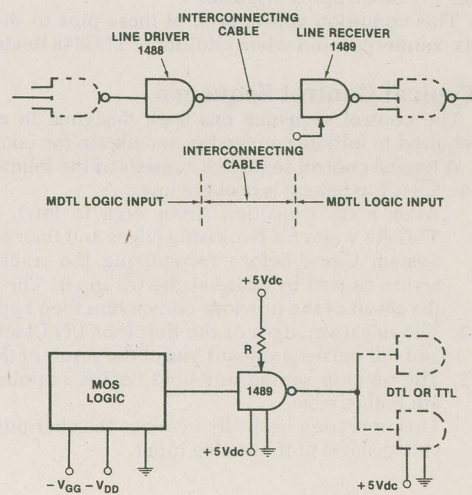 INTERCONNECTING
CABLE
LINE DRIVER
1488
LINE RECEIVER
1489
INTERCONNECTING
CABLE
MDTL LOGIC INPUT
MDTL LOGIC INPUT
+5Vdc
R
MOS
LOGIC
1489
DTL OR TTL
+5Vdc
-VGG -VDD
+5Vdc